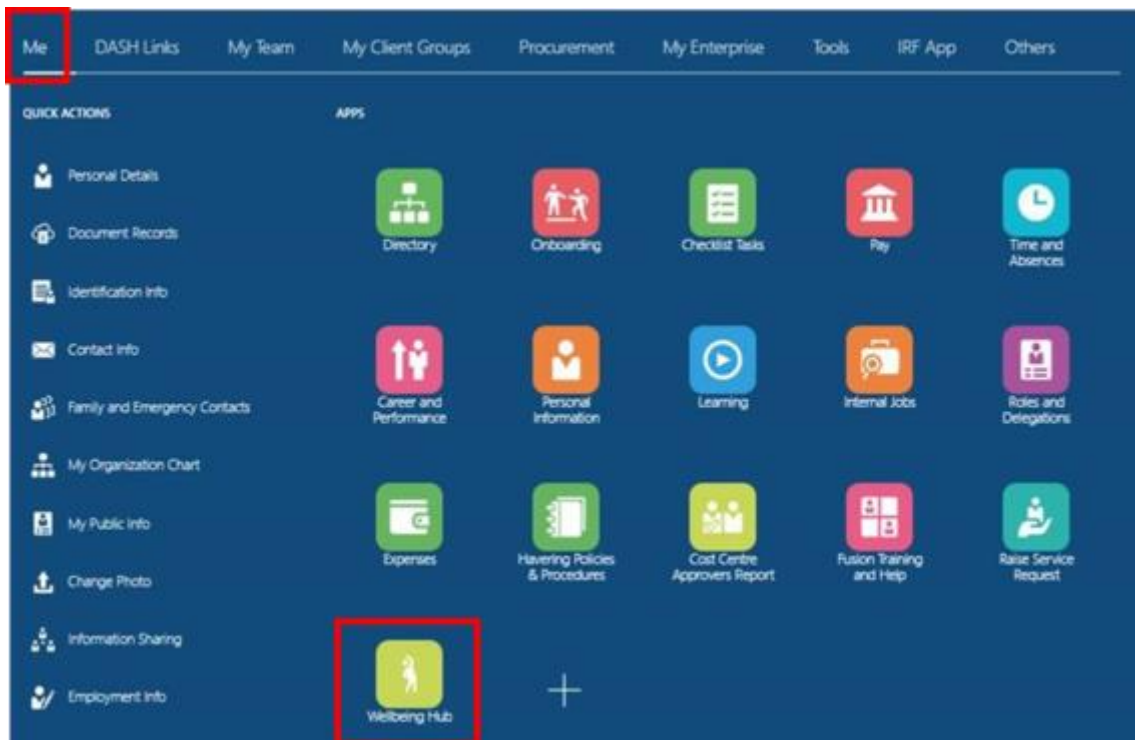 Me DASH Links My Team My Client Groups Procurement My Enterprise Tools IRF App Others
QUICK ACTIONS
Personal Details
Document Records
Identification Info
Contact Info
Family and Emergency Contacts
My Organization Chart
My Public Info
Change Photo
Information Sharing
Employment Info
APPS
Directory
Onboarding
Checklist Tasks
Pay
Time and
Absences
Career and
Performance
Personal
Information
Learning
Internal Jobs
Roles and
Delegations
Expenses
Havering Policies
& Procedures
Cost Centre
Approvers Report
Fusion Training
and Help
Raise Service
Request
Wellbeing Hub